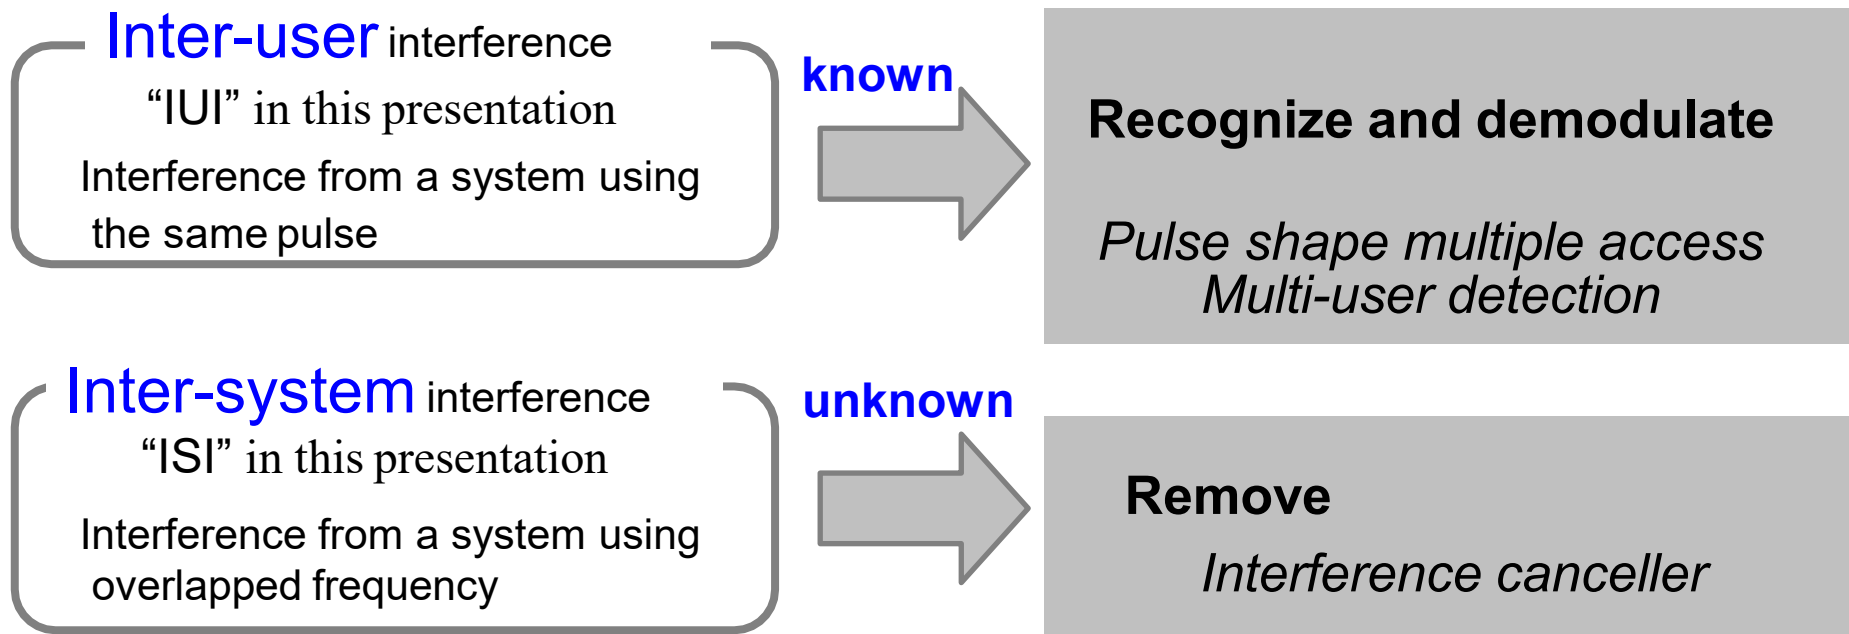 Inter-user interference
“IUI” in this presentation
Interference from a system using
the same pulse
known
Recognize and demodulate
Pulse shape multiple access
Multi-user detection
Inter-system interference
“ISI” in this presentation
Interference from a system using
overlapped frequency
unknown
Remove
Interference canceller